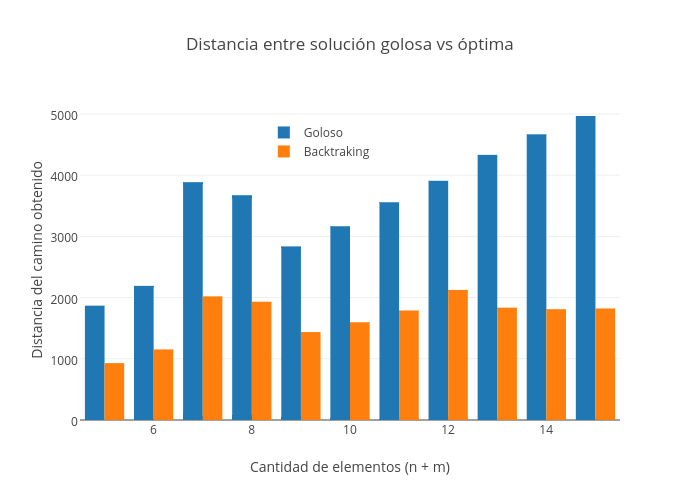 Distancia entre solución golosa vs óptima
Goloso
Backtraking
Distancia del camino obtenido
5000
4000
3000
2000
1000
0
6
8
10
12
14
Cantidad de elementos (n + m)